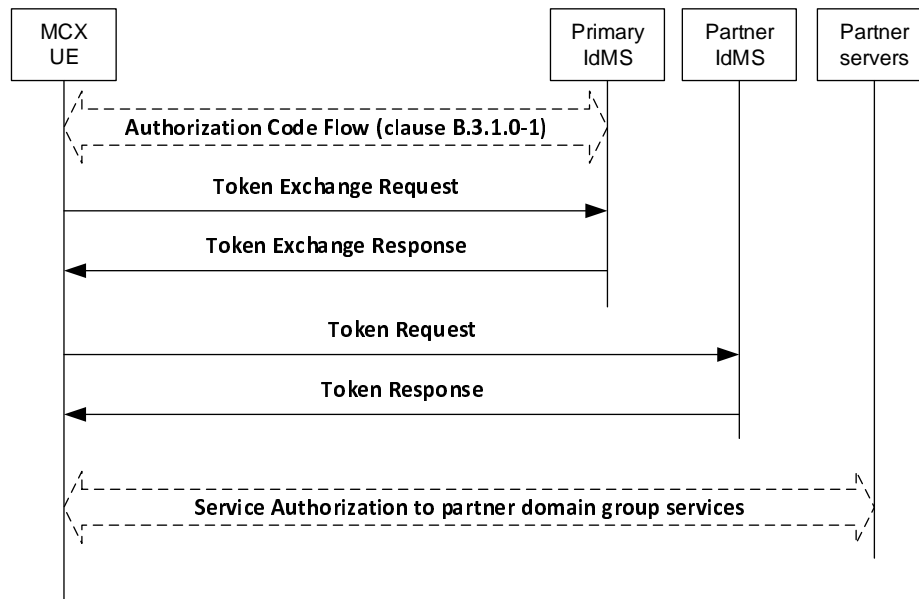 MCX
UE
Primary
IdMS
Partner
IdMS
Partner
servers
Authorization Code Flow (clause B.3.1.0-1)
Token Exchange Request
Token Exchange Response
Token Request
Token Response
Service Authorization to partner domain group services